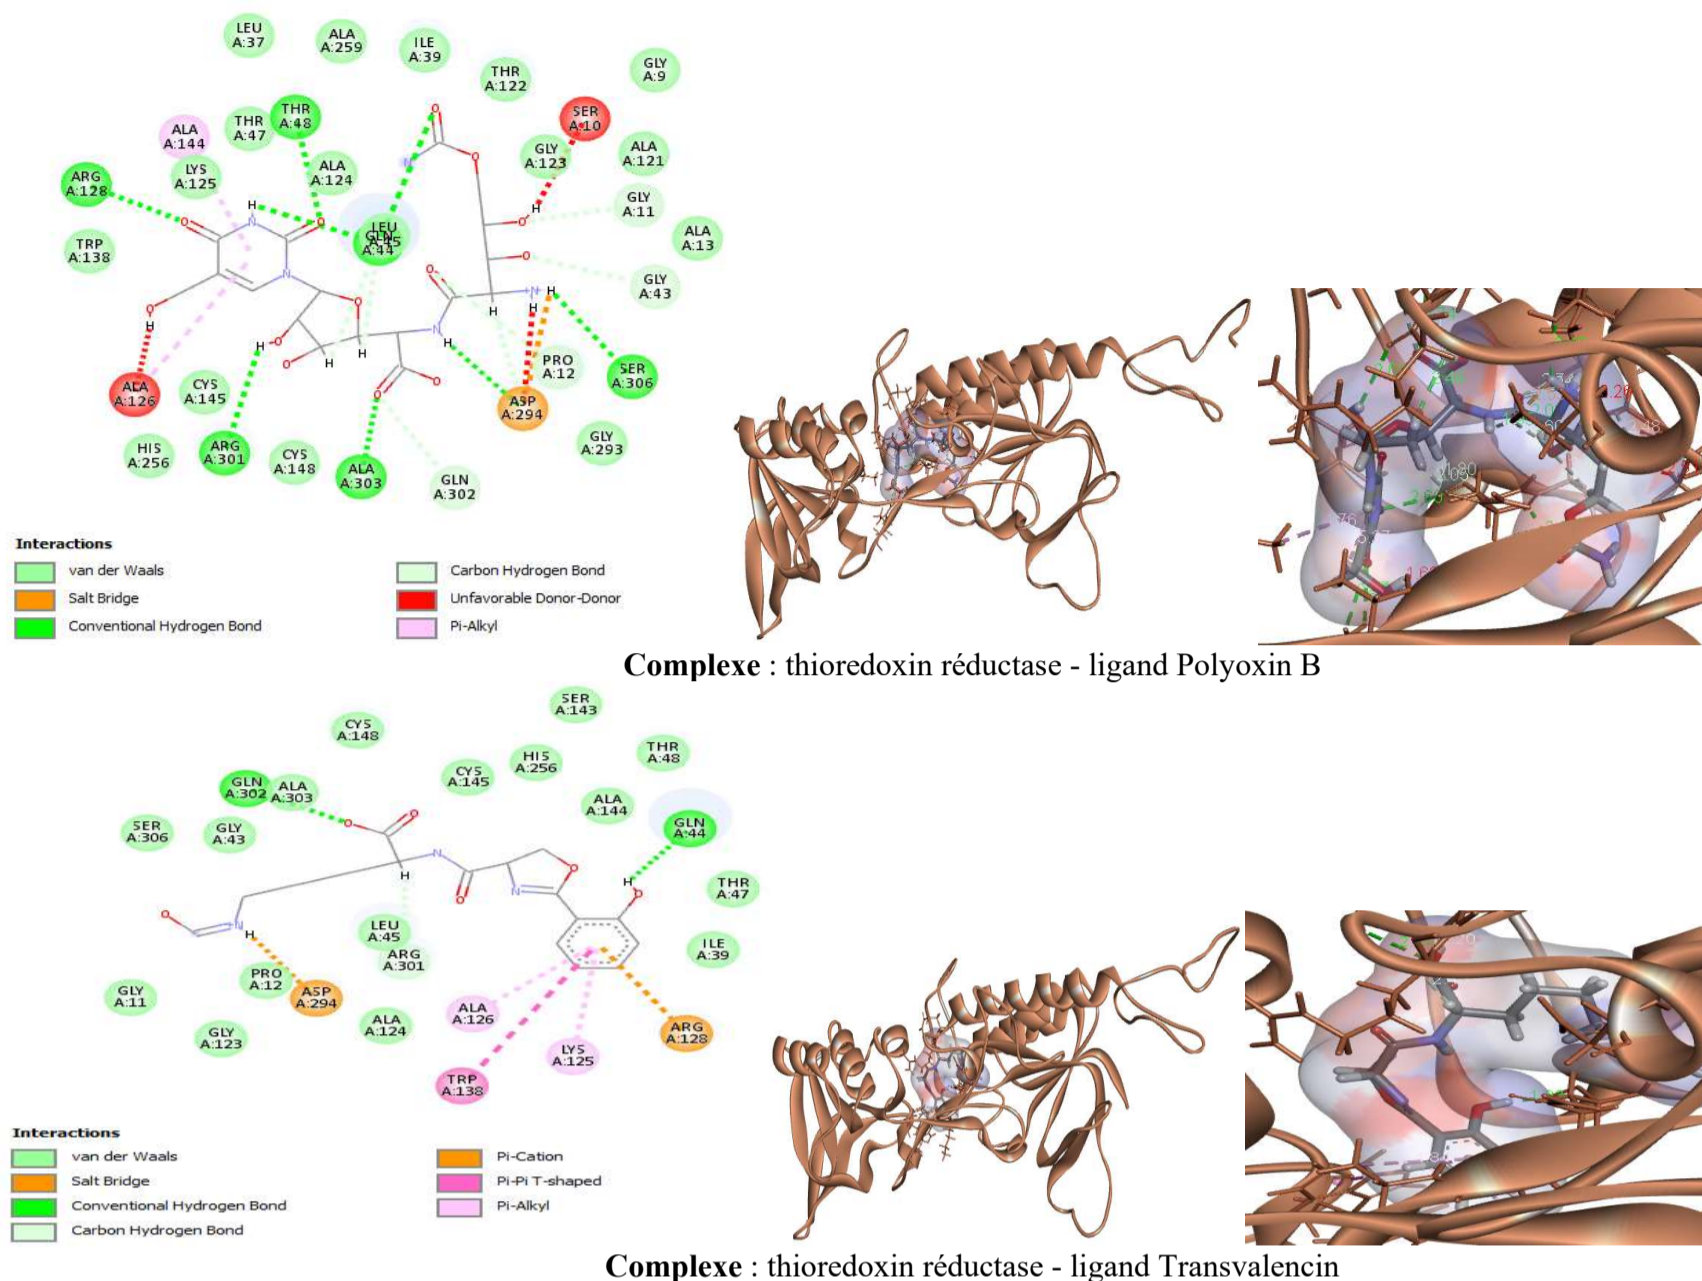 LEU
A:37
ALA
A:259
ILE
A:39
THR
A:122
GLY
A:9
SER
A:10
THR
A:48
THR
A:47
ALA
A:144
GLY
A:123
ALA
A:121
LYS
A:125
ALA
A:124
ARG
A:128
GLY
A:11
LEU
A:45
GLN
A:44
ALA
A:13
TRP
A:138
GLY
A:43
PRO
A:12
SER
A:306
ALA
A:126
CYS
A:145
ASP
A:294
HIS
A:256
ARG
A:301
CYS
A:148
ALA
A:303
GLN
A:302
GLY
A:293
Interactions
van der Waals
Salt Bridge
Conventional Hydrogen Bond
Carbon Hydrogen Bond
Unfavorable Donor-Donor
Pi-Alkyl
Complexe : thioredoxin réductase - ligand Polyoxin B
SER
A:143
CYS
A:148
THR
A:48
HIS
A:256
CYS
A:145
GLN
A:302
ALA
A:303
ALA
A:144
GLN
A:44
SER
A:306
GLY
A:43
THR
A:47
LEU
A:45
ARG
A:301
ILE
A:39
GLY
A:11
PRO
A:12
ASP
A:294
GLY
A:123
ALA
A:124
ALA
A:126
LYS
A:125
ARG
A:128
TRP
A:138
Interactions
van der Waals
Salt Bridge
Conventional Hydrogen Bond
Carbon Hydrogen Bond
Pi-Cation
Pi-Pi T-shaped
Pi-Alkyl
Complexe : thioredoxin réductase - ligand Transvalencin